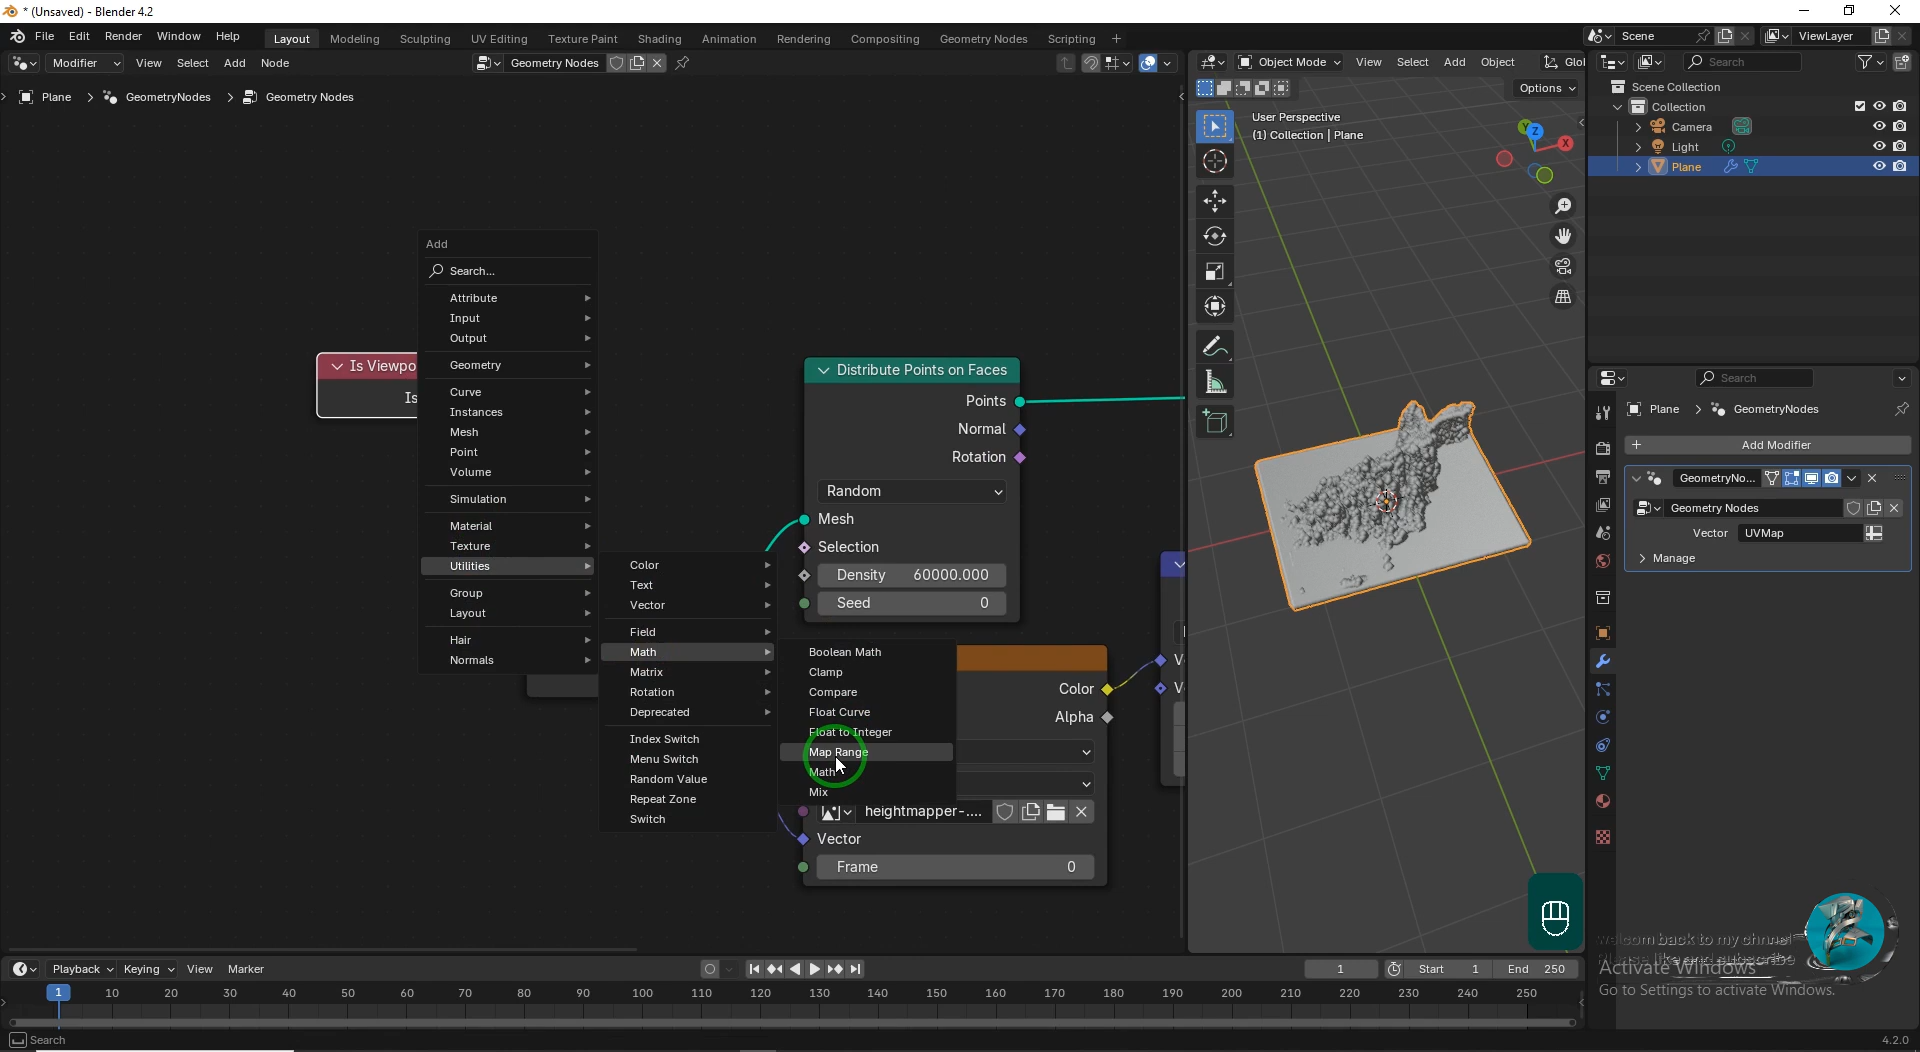 * (Unsaved) - Blender 4.2
File Edit Render Window Help Layout Modeling Sculpting UV Editing Texture Paint Shading Animation Rendering Compositing Geometry Nodes Scripting + Scene ViewLayer
Modifier View Select Add Node Geometry Nodes
Object Mode View Select Add Object Glol
Search
Plane > GeometryNodes > Geometry Nodes
Options
User Perspective
(1) Collection | Plane
Z
Y
X
Scene Collection
Collection
Camera
Light
Plane
Add
Search...
Attribute
Input
Output
Geometry
Curve
Instances
Mesh
Point
Volume
Simulation
Material
Texture
Utilities
Group
Layout
Hair
Normals
Is Viewpo
Is
Color
Text
Vector
Field
Math
Matrix
Rotation
Deprecated
Index Switch
Menu Switch
Random Value
Repeat Zone
Switch
Boolean Math
Clamp
Compare
Float Curve
Float to Integer
Map Range
Math
Mix
Distribute Points on Faces
Points
Normal
Rotation
Random
Mesh
Selection
Density 60000.000
Seed 0
Color
Alpha
heightmapper-....
Vector
Frame 0
Search
Plane > GeometryNodes
Add Modifier
GeometryNo...
Geometry Nodes
Vector UVMap
Manage
welcom back to my chnnel
Activate Windows
Go to Settings to activate Windows.
Playback Keying View Marker 1 Start 1 End 250
1 10 20 30 40 50 60 70 80 90 100 110 120 130 140 150 160 170 180 190 200 210 220 230 240 250
Search
4.2.0